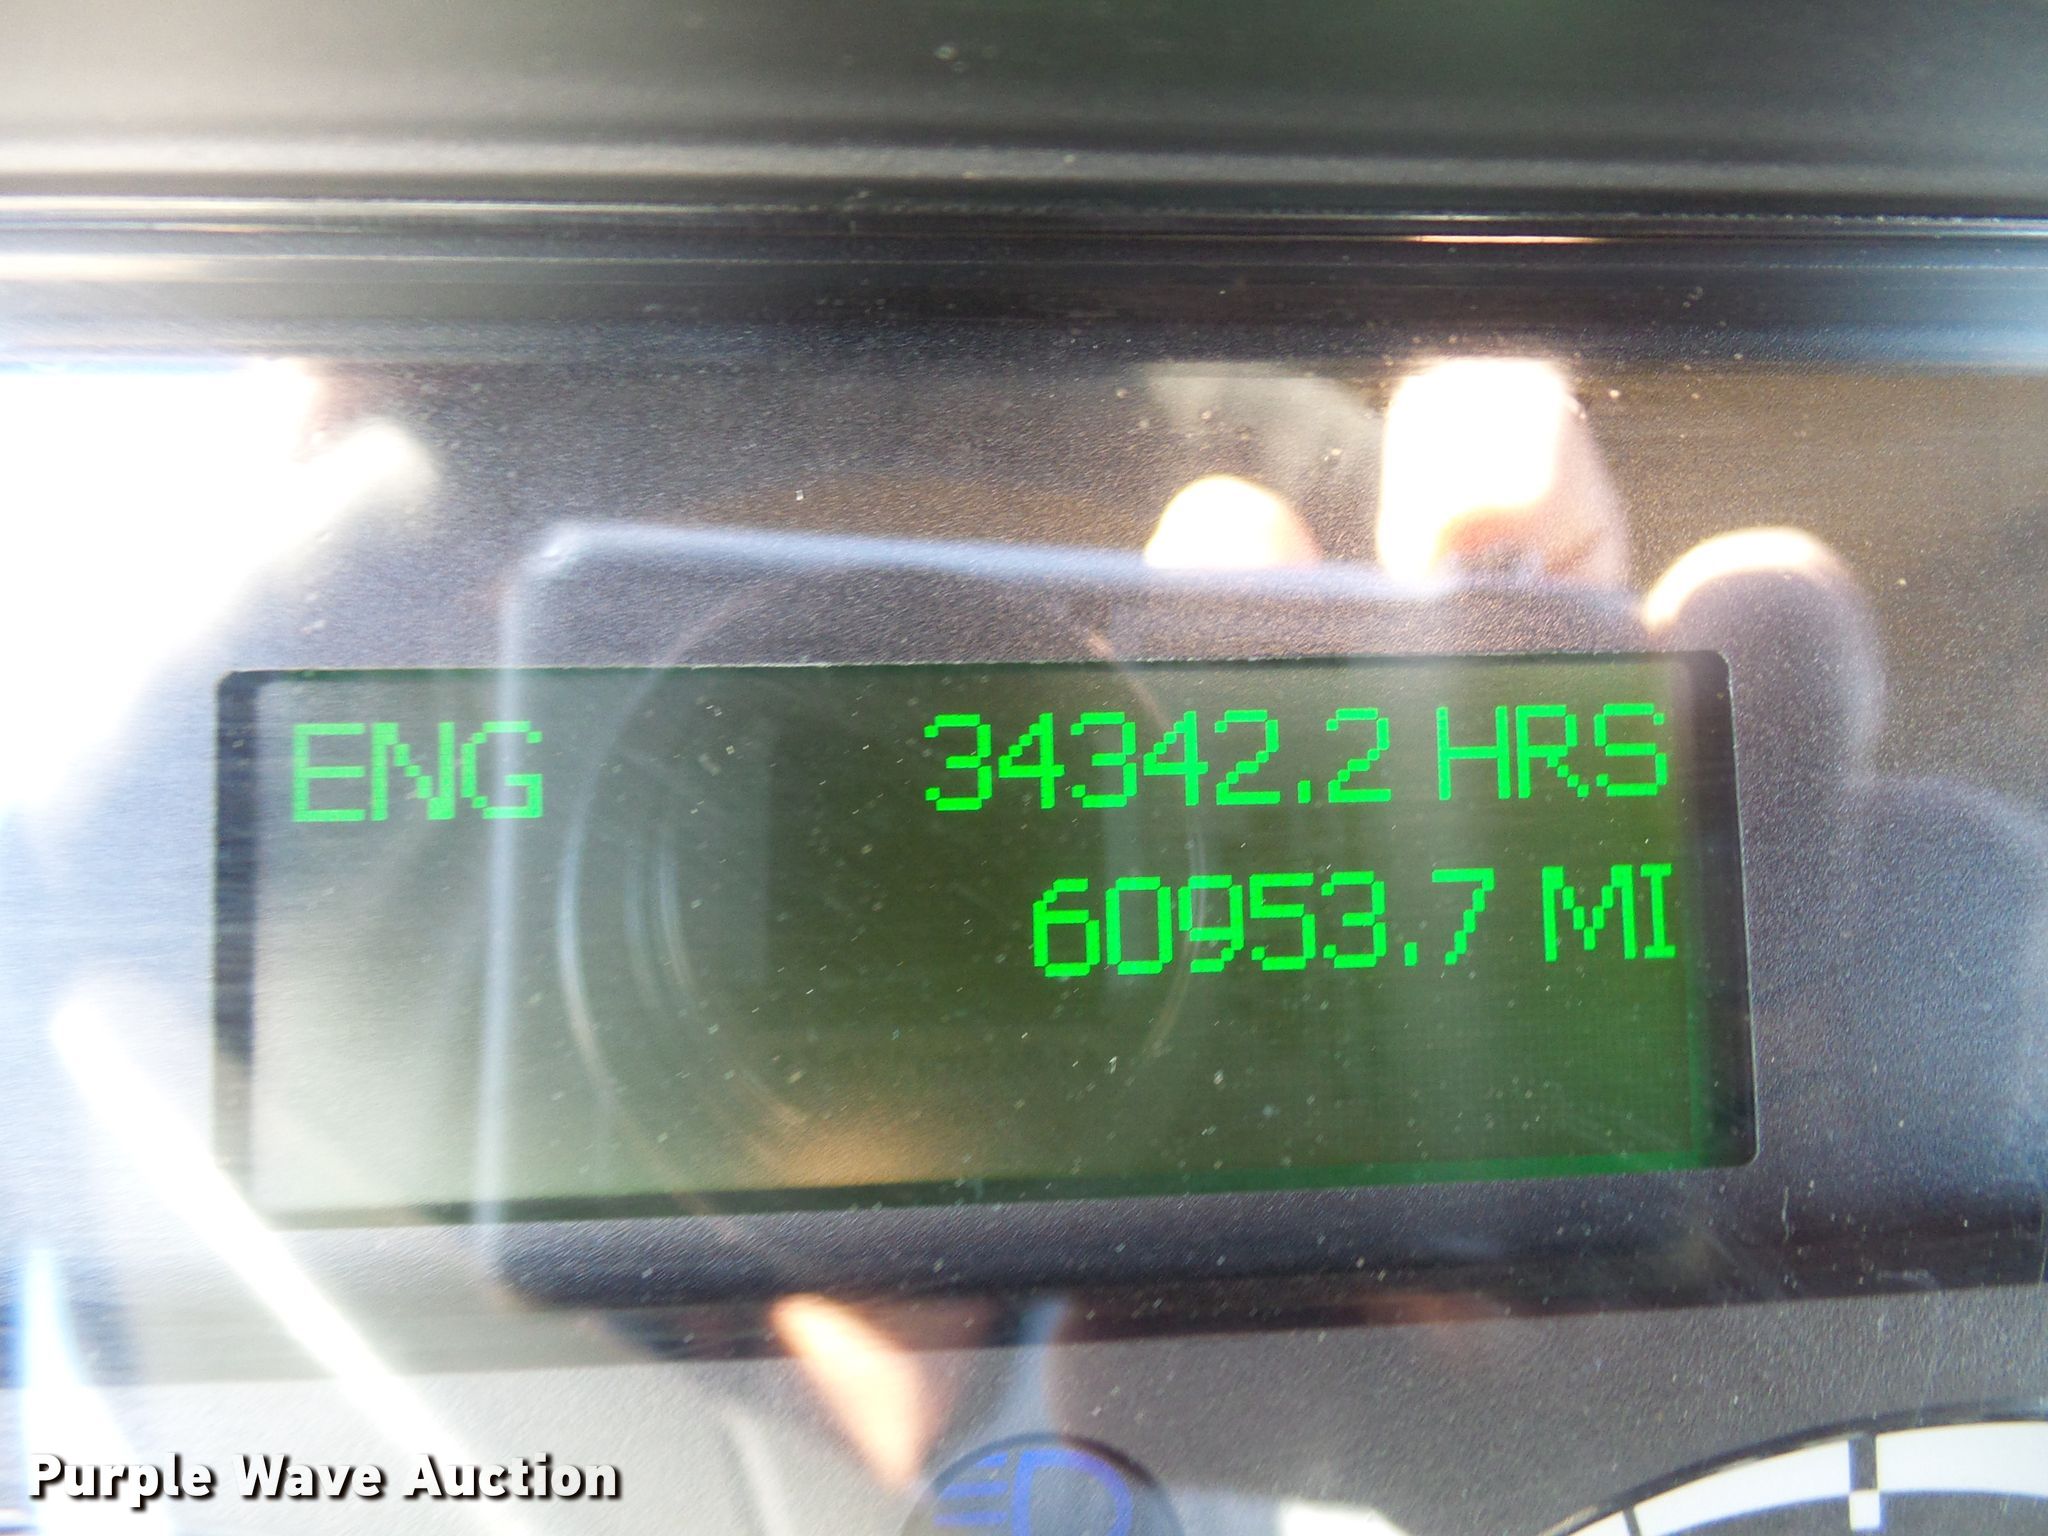 ENG 34342.2 HRS
60953.7 MI
Purple Wave Auction